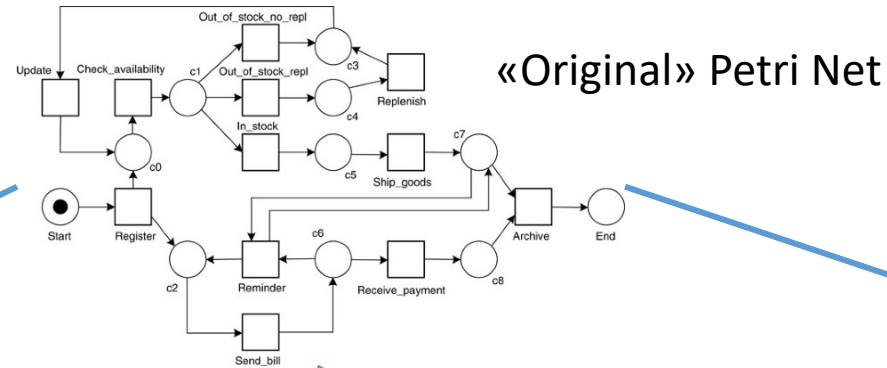 Out_of_stock_no_repl
«Original» Petri Net
Update
Check_availability
c1
c3
Out_of_stock_repl
Replenish
c4
In_stock
c7
c0
c5
Ship_goods
Start
Register
c6
Archive
End
c2
Reminder
Receive_payment
c8
Send_bill